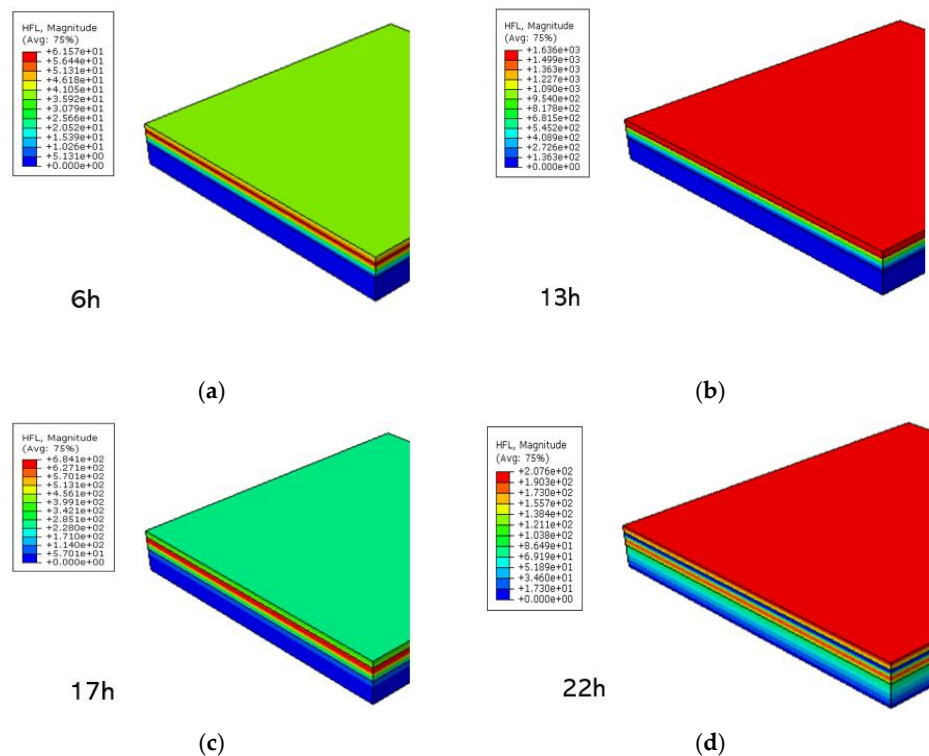 HFL, Magnitude
(Avg: 75%)
+6.157e+01
+5.644e+01
+5.131e+01
+4.618e+01
+4.105e+01
+3.592e+01
+3.079e+01
+2.566e+01
+2.052e+01
+1.539e+01
+1.026e+01
+5.131e+00
+0.000e+00
6h
(a)
HFL, Magnitude
(Avg: 75%)
+1.636e+03
+1.499e+03
+1.363e+03
+1.227e+03
+1.090e+03
+9.540e+02
+8.178e+02
+6.815e+02
+5.452e+02
+4.089e+02
+2.726e+02
+1.363e+02
+0.000e+00
13h
(b)
HFL, Magnitude
(Avg: 75%)
+6.841e+02
+6.271e+02
+5.701e+02
+5.131e+02
+4.561e+02
+3.991e+02
+3.421e+02
+2.851e+02
+2.280e+02
+1.710e+02
+1.140e+02
+5.701e+01
+0.000e+00
17h
(c)
HFL, Magnitude
(Avg: 75%)
+2.076e+02
+1.903e+02
+1.730e+02
+1.557e+02
+1.384e+02
+1.211e+02
+1.038e+02
+8.649e+01
+6.919e+01
+5.189e+01
+3.460e+01
+1.730e+01
+0.000e+00
22h
(d)